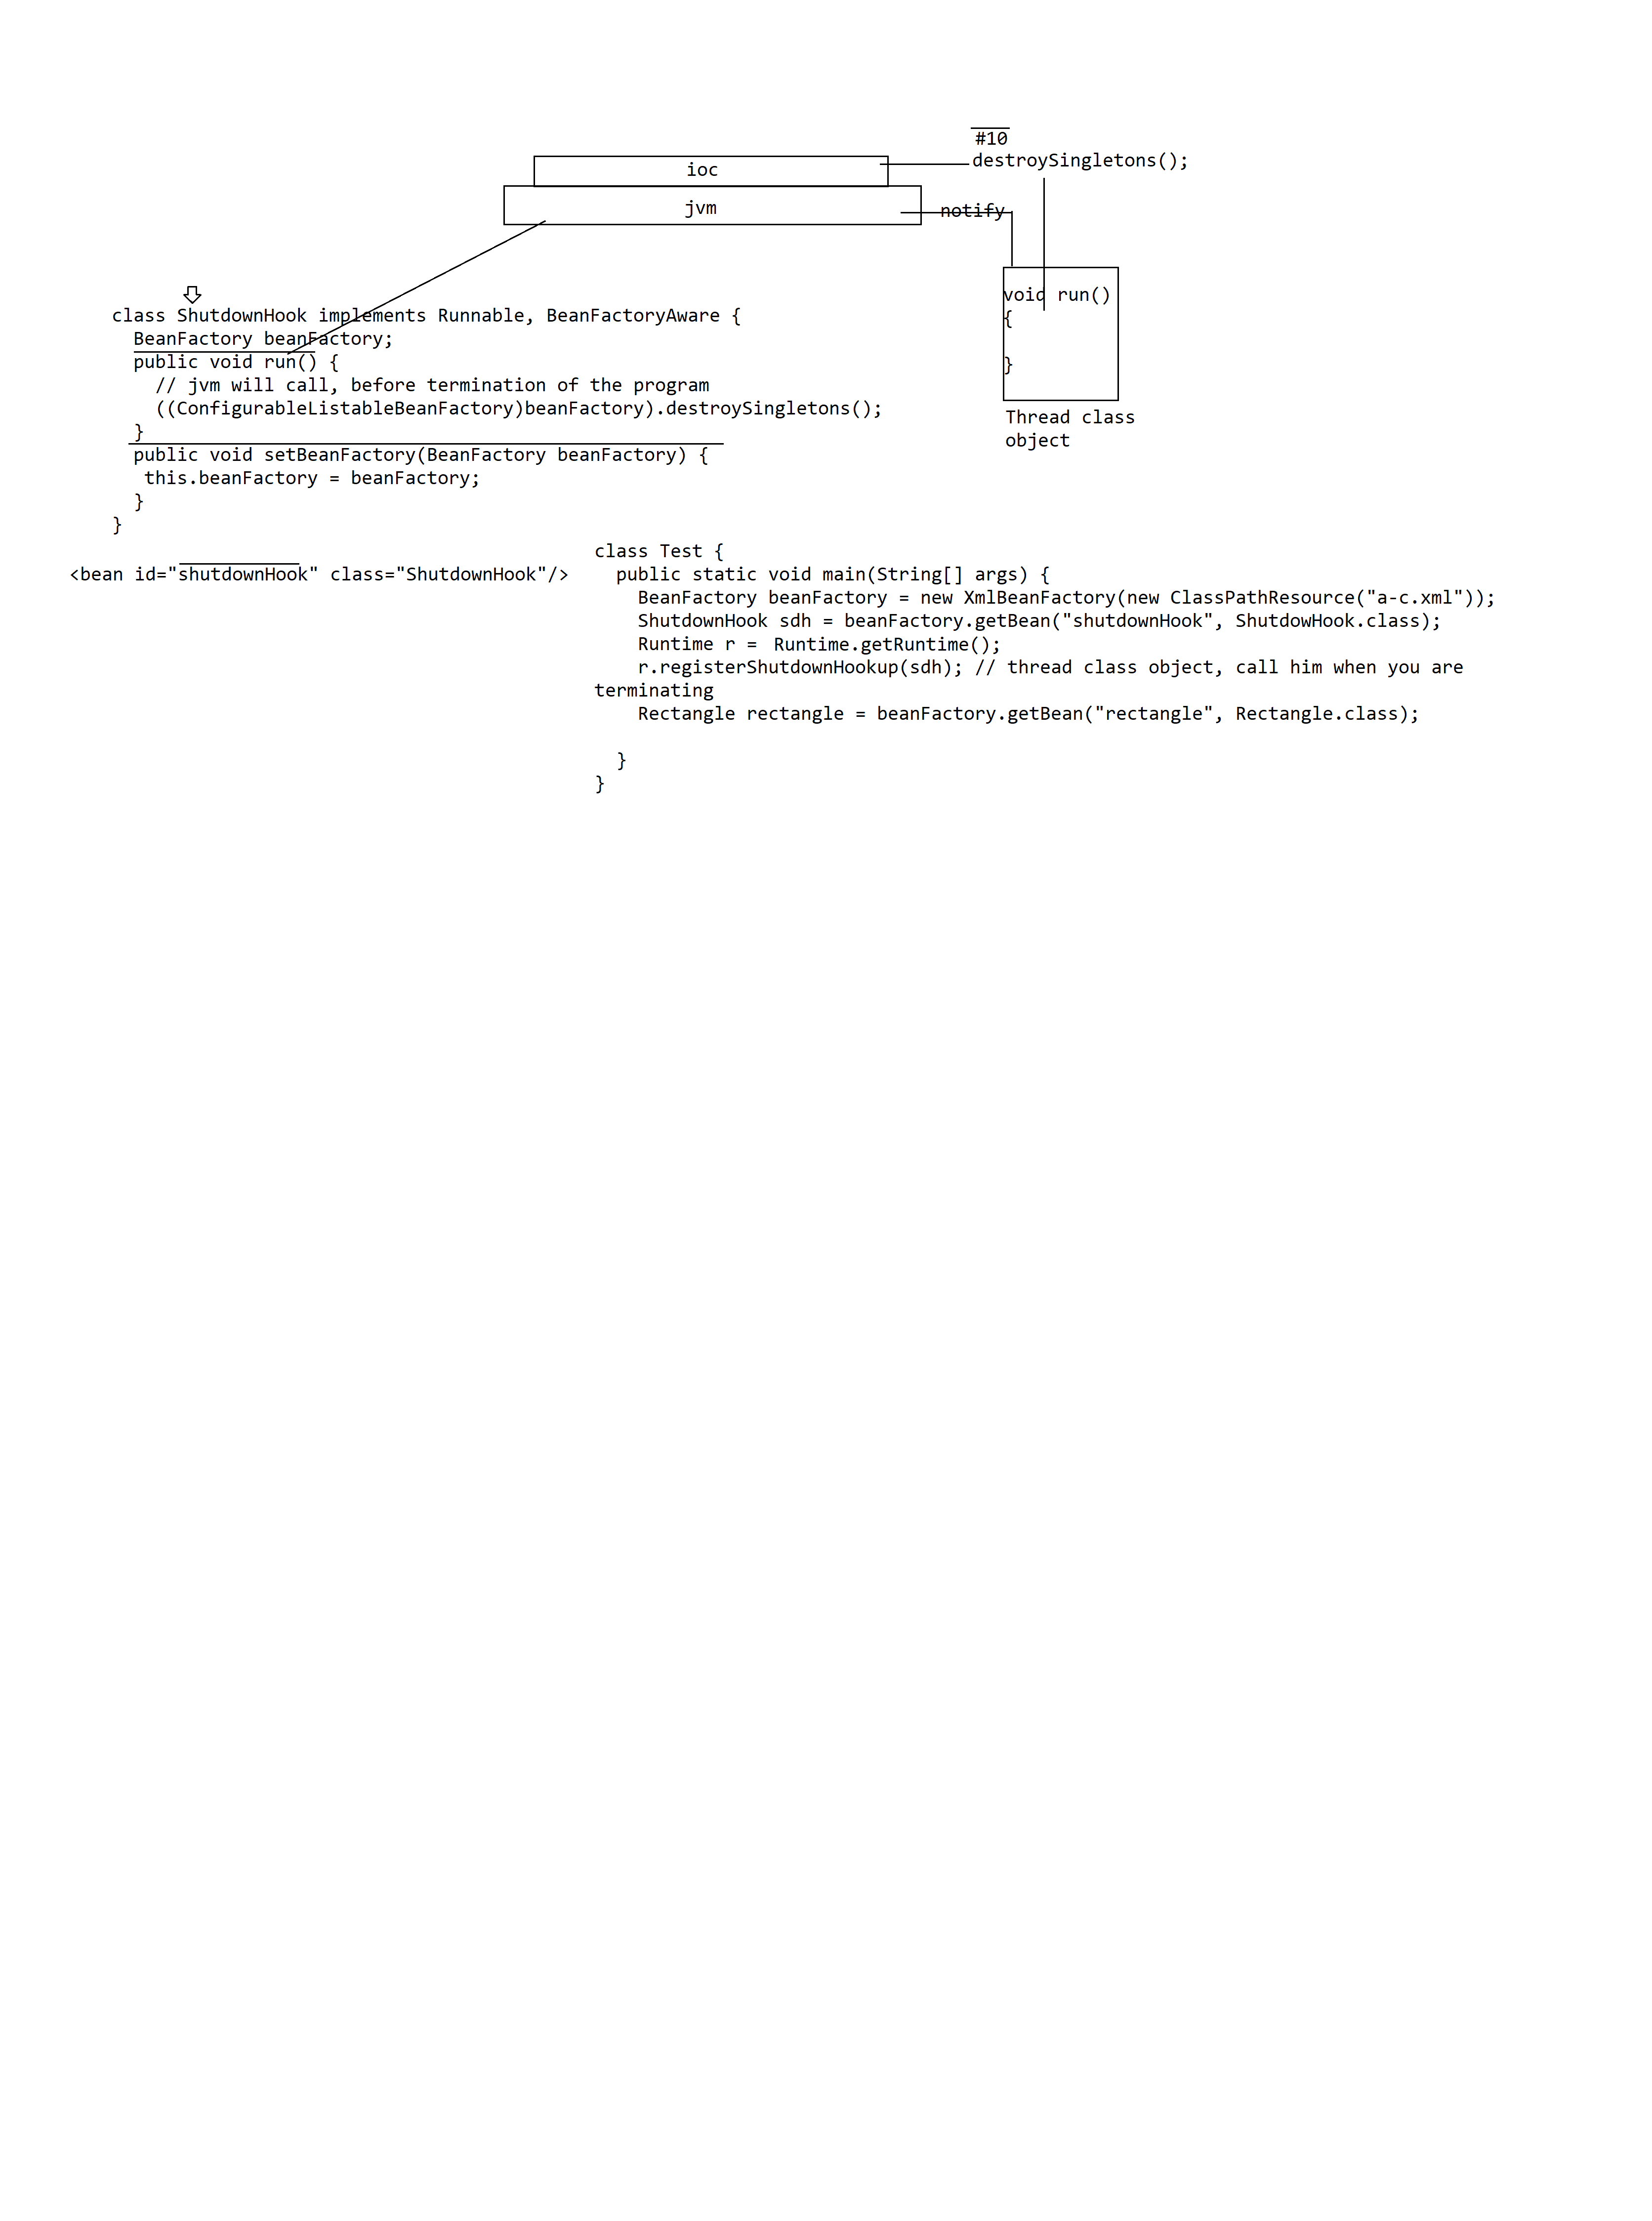 #10
destroySingletons();
ioc
jvm
notify
void run()
{
}
Thread class
object
class ShutdownHook implements Runnable, BeanFactoryAware {
  BeanFactory beanFactory;
  public void run() {
    // jvm will call, before termination of the program
    ((ConfigurableListableBeanFactory)beanFactory).destroySingletons();
  }
  public void setBeanFactory(BeanFactory beanFactory) {
   this.beanFactory = beanFactory;
  }
}
<bean id="shutdownHook" class="ShutdownHook"/>
class Test {
  public static void main(String[] args) {
    BeanFactory beanFactory = new XmlBeanFactory(new ClassPathResource("a-c.xml"));
    ShutdownHook sdh = beanFactory.getBean("shutdownHook", ShutdowHook.class);
    Runtime r = Runtime.getRuntime();
    r.registerShutdownHookup(sdh); // thread class object, call him when you are
terminating
    Rectangle rectangle = beanFactory.getBean("rectangle", Rectangle.class);
  }
}